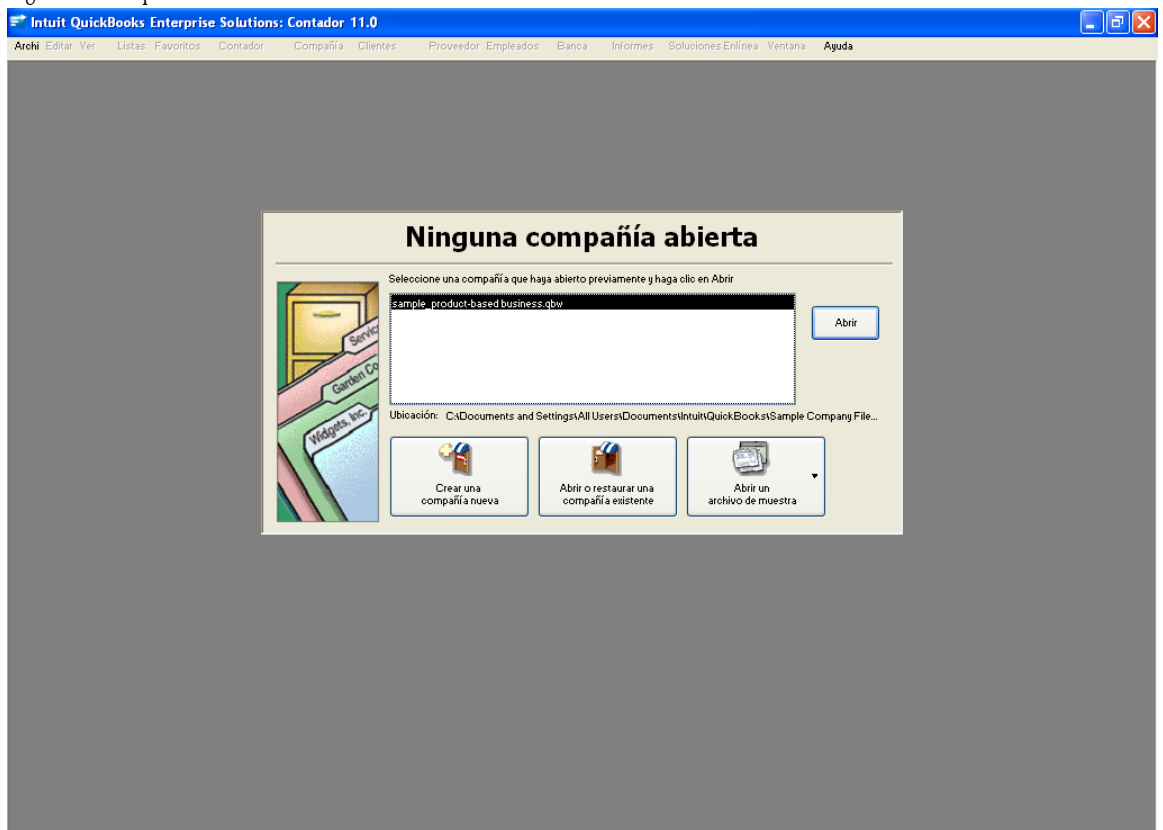 Intuit QuickBooks Enterprise Solutions: Contador 11.0
Archi Editar Ver Listas Favoritos Contador Compañía Clientes Proveedor Empleados Banca Informes Soluciones Enlínea Ventana Ayuda
Ninguna compañía abierta
Seleccione una compañía que haya abierto previamente y haga clic en Abrir
sample_product-based business.qbw
Abrir
Services
Garden Co
Widgets, Inc.
Ubicación: C:\Documents and Settings\All Users\Documents\Intuit\QuickBooks\Sample Company File...
Crear una
compañía nueva
Abrir o restaurar una
compañía existente
Abrir un
archivo de muestra